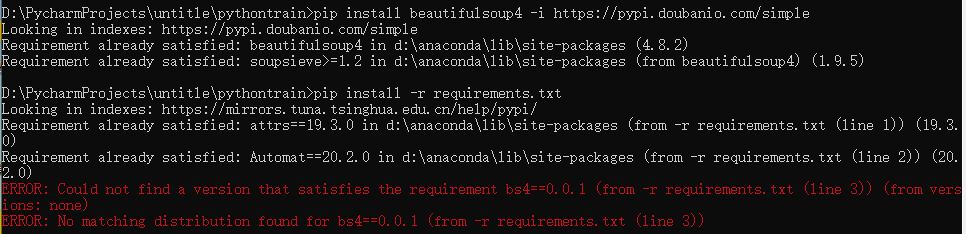 D:\PycharmProjects\untitle\pythontrain>pip install beautifulsoup4 -i https://pypi.doubanio.com/simple
Looking in indexes: https://pypi.doubanio.com/simple
Requirement already satisfied: beautifulsoup4 in d:\anaconda\lib\site-packages (4.8.2)
Requirement already satisfied: soupsieve>=1.2 in d:\anaconda\lib\site-packages (from beautifulsoup4) (1.9.5)
D:\PycharmProjects\untitle\pythontrain>pip install -r requirements.txt
Looking in indexes: https://mirrors.tuna.tsinghua.edu.cn/help/pypi/
Requirement already satisfied: attrs==19.3.0 in d:\anaconda\lib\site-packages (from -r requirements.txt (line 1)) (19.3.
0)
Requirement already satisfied: Automat==20.2.0 in d:\anaconda\lib\site-packages (from -r requirements.txt (line 2)) (20.
2.0)
ERROR: Could not find a version that satisfies the requirement bs4==0.0.1 (from -r requirements.txt (line 3)) (from vers
ions: none)
ERROR: No matching distribution found for bs4==0.0.1 (from -r requirements.txt (line 3))